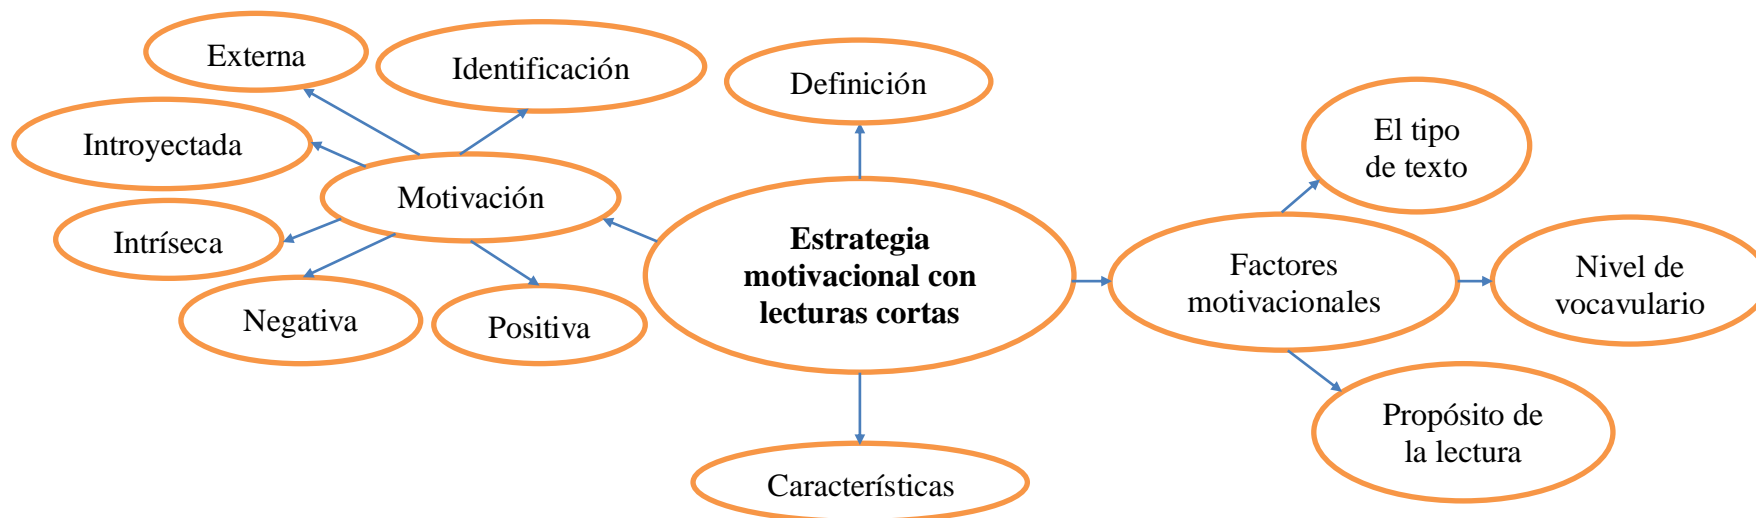 Externa
Identificación
Introyectada
Motivación
Intríseca
Negativa
Positiva
Definición
Estrategia
motivacional con
lecturas cortas
Características
El tipo
de texto
Factores
motivacionales
Nivel de
vocavulario
Propósito de
la lectura